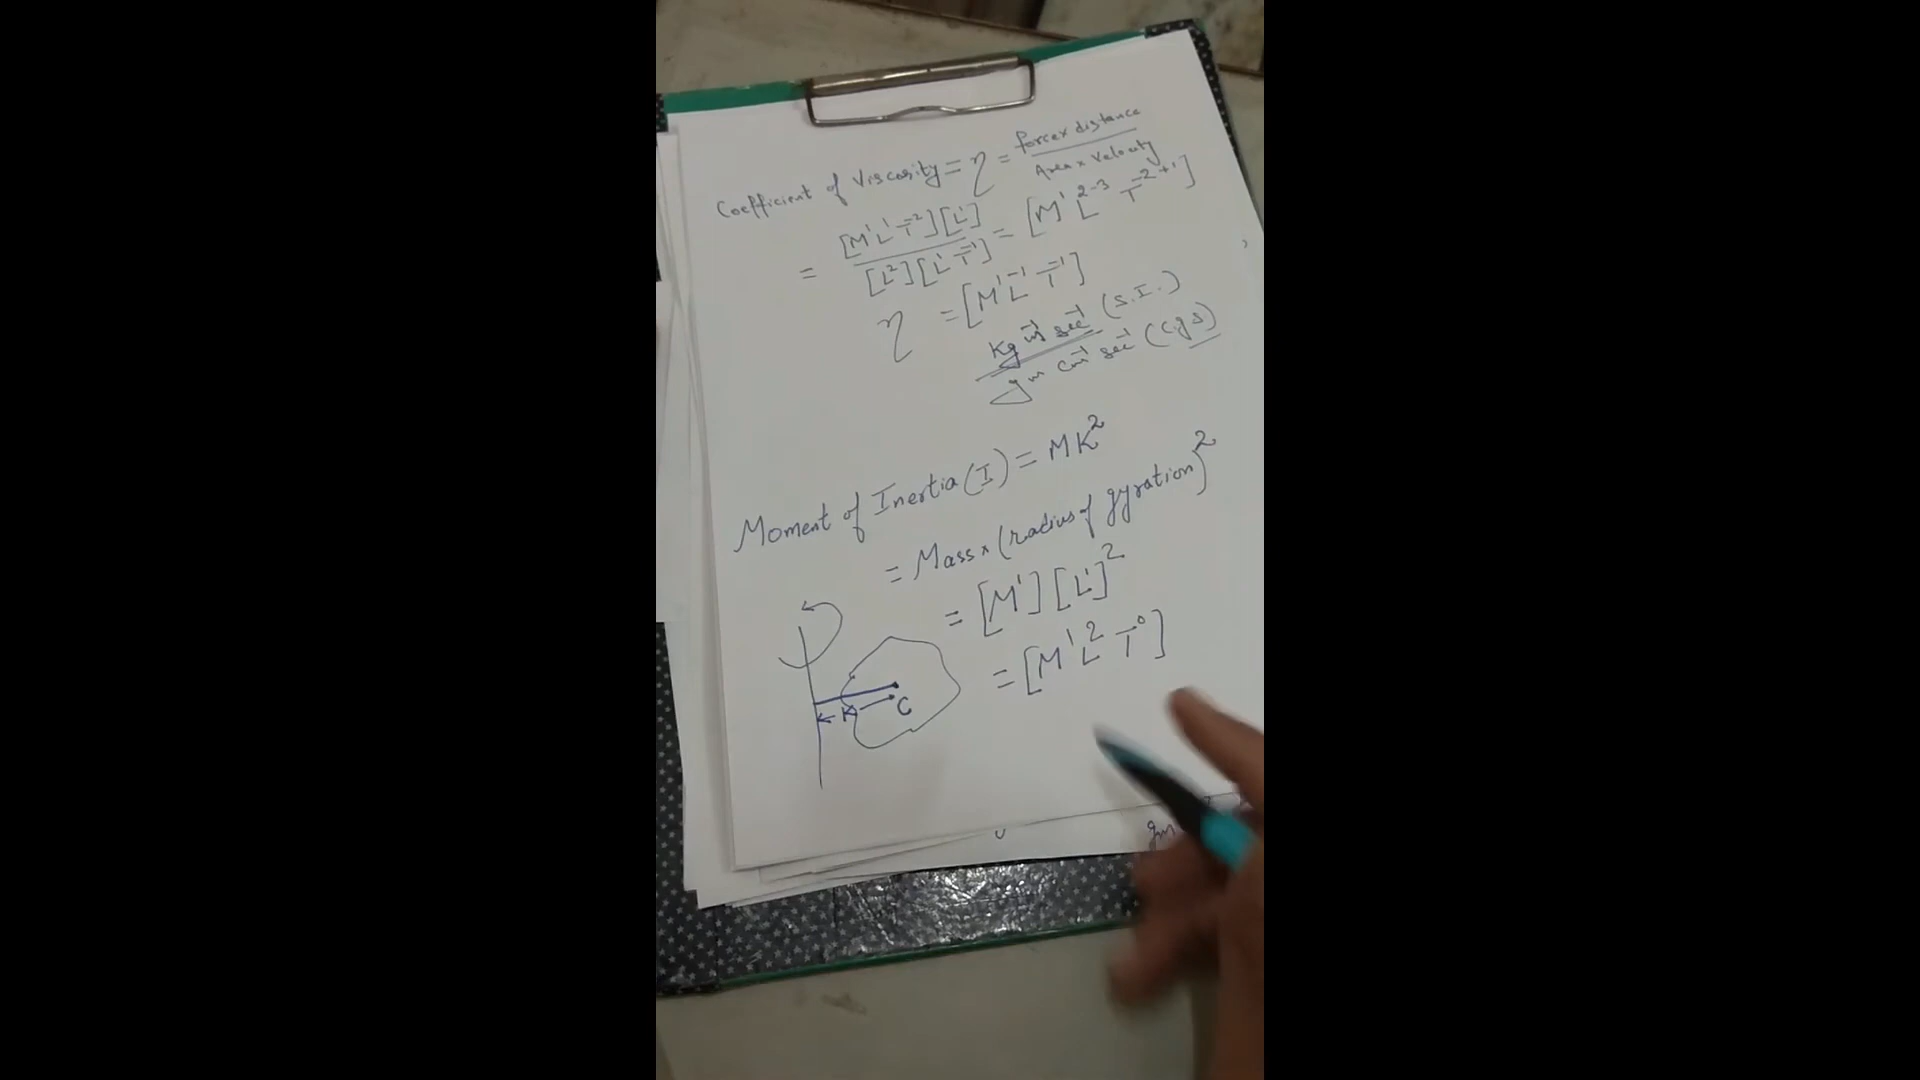 Coefficient of Viscosity = η = force x distance / Area x Velocity
= [M¹L¹T⁻²][L¹] / [L²][L¹T⁻¹] = [M¹ L²⁻³ T⁻²⁺¹]
η = [M¹L⁻¹T⁻¹]
Kg m⁻¹ sec⁻¹ (S.I.)
gm cm⁻¹ sec⁻¹ (C.g.s)
Moment of Inertia (I) = MK²
= Mass x (radius of gyration)²
= [M¹][L¹]²
= [M¹L²T⁰]
K
C
gm